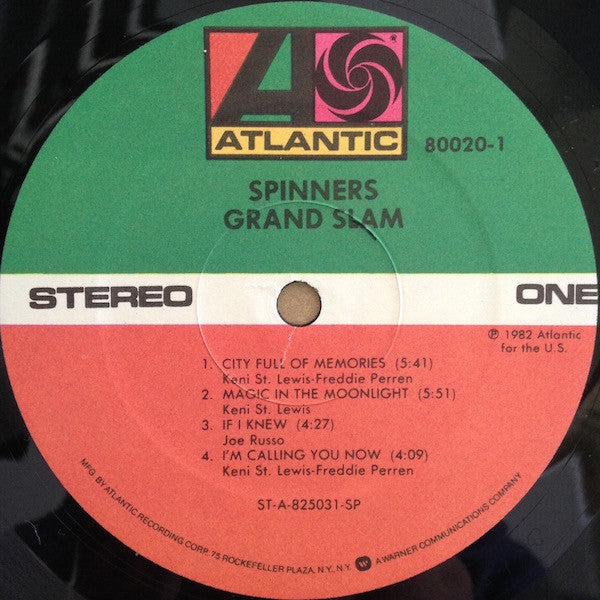 ATLANTIC
®
80020-1
SPINNERS
GRAND SLAM
STEREO
ONE
℗ 1982 Atlantic
for the U.S.
1. CITY FULL OF MEMORIES (5:41)
Keni St. Lewis-Freddie Perren
2. MAGIC IN THE MOONLIGHT (5:51)
Keni St. Lewis
3. IF I KNEW (4:27)
Joe Russo
4. I'M CALLING YOU NOW (4:09)
Keni St. Lewis-Freddie Perren
ST-A-825031-SP
MFG. BY ATLANTIC RECORDING CORP. 75 ROCKEFELLER PLAZA, N.Y., N.Y. A WARNER COMMUNICATIONS COMPANY